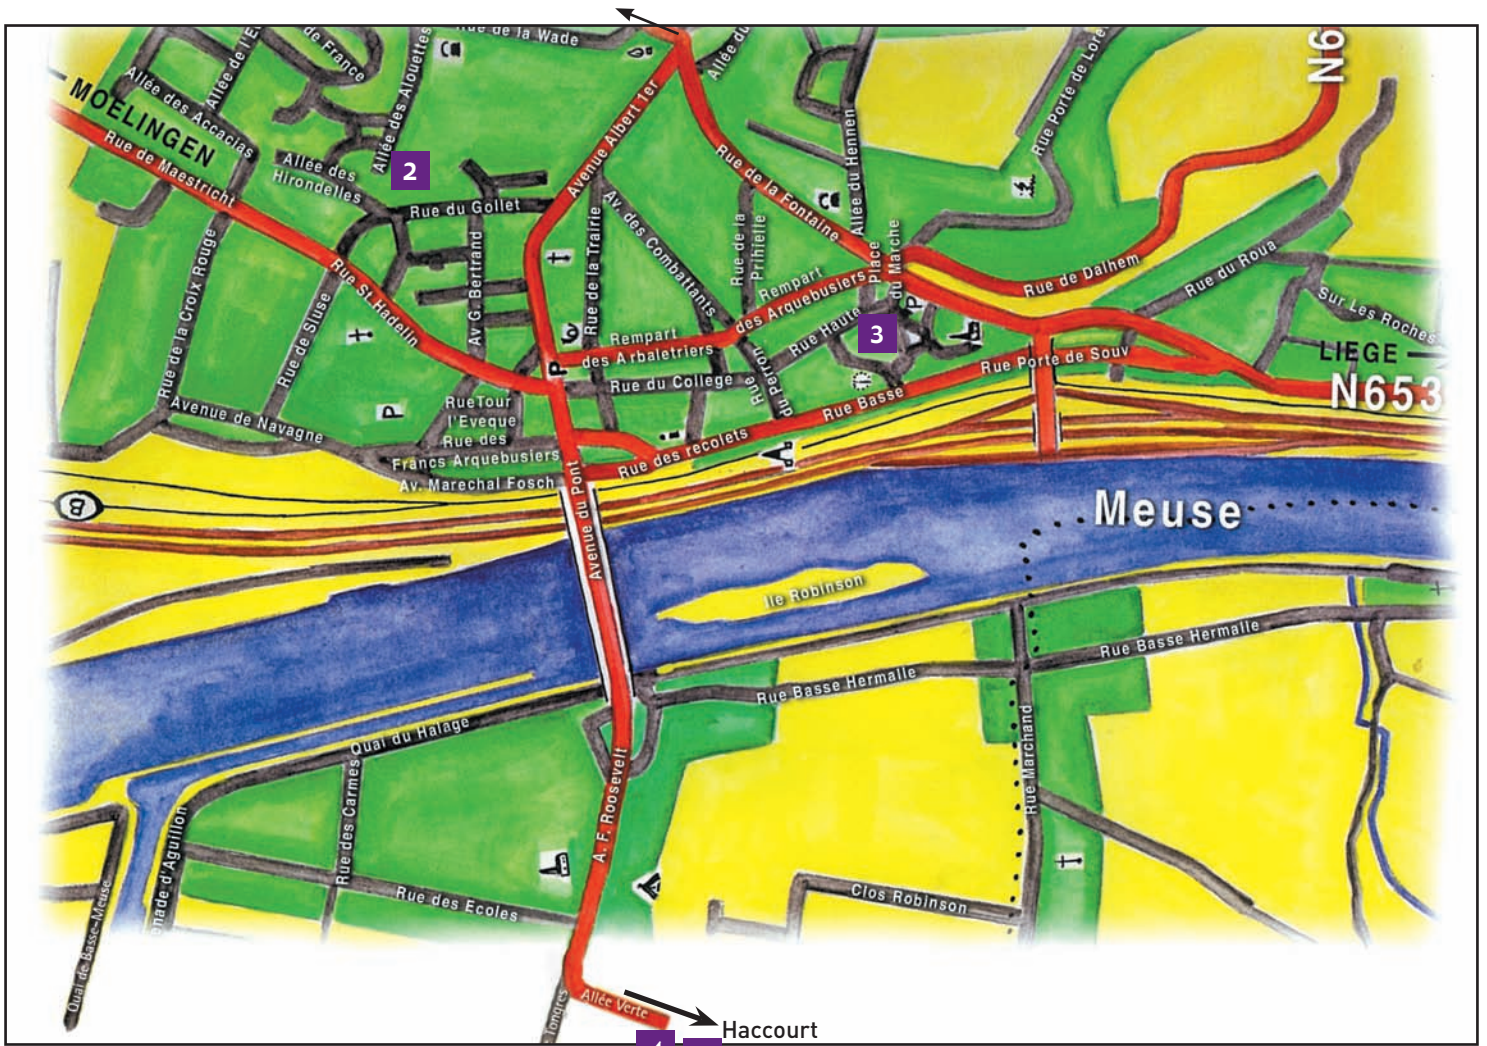 Rue de la Wade
de France
Allée de l'E
Allée des Alouettes
Allée du
N6
Allée des Accacias
MOELINGEN
Rue de Maestricht
Avenue Albert 1er
Rue Porte de Lore
Allée du Hennen
2
Allée des
Hirondelles
Rue du Gollet
Rue de la Fontaine
Av. des Combattants
Rue de la Trairie
Rue de la
Prihielle
Place
du Marche
Rue de la Croix Rouge
Rue St.Hadelin
Av G Bertrand
Rue de Sluse
Rempart
des Arquebusiers
Rue de Dalhem
Rue du Roua
Sur Les Roches
P
Rue Haute
3
Rempart
des Arbaletriers
LIEGE
N653
P
Rue du College
Rue
du Perron
Rue Porte de Souv
Rue Basse
P
Avenue de Navagne
Rue Tour
l'Eveque
Rue des
Francs Arquebusiers
Rue des recolets
Av. Marechal Fosch
B
Avenue du Pont
Meuse
Ile Robinson
Rue Basse Hermalle
Rue Basse Hermalle
Quai du Halage
Rue Marchand
A. F. Roosevelt
Rue des Carmes
enade d'Aguillon
Rue des Ecoles
Clos Robinson
Quai de Basse-Meuse
Tongres
Allée Verte
Haccourt